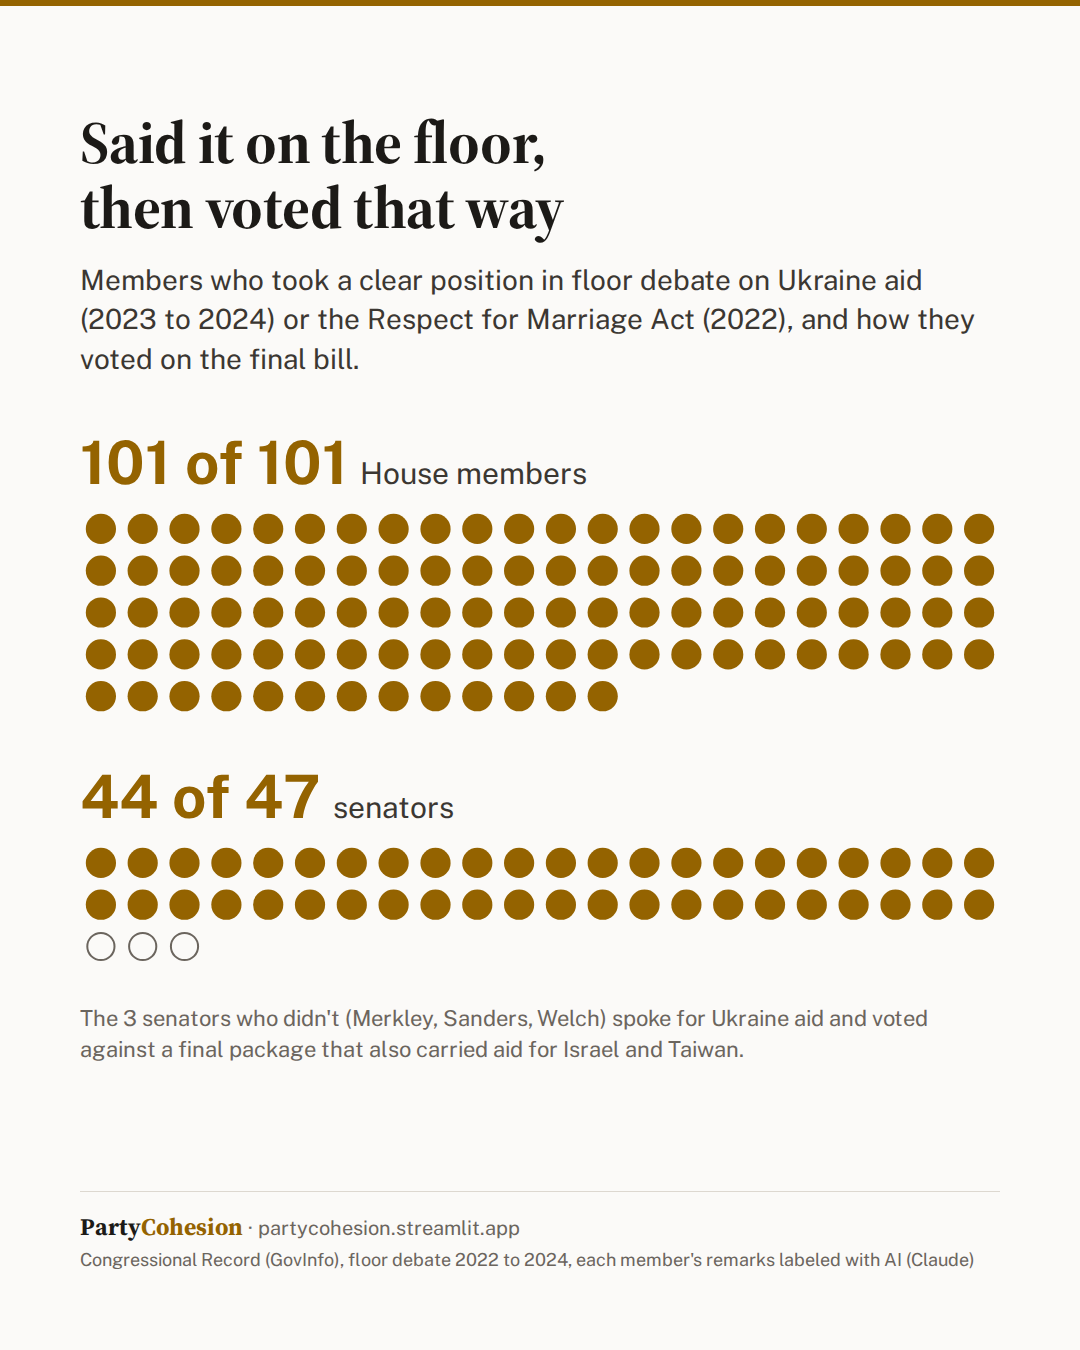 Said it on the floor,
then voted that way
Members who took a clear position in floor debate on Ukraine aid
(2023 to 2024) or the Respect for Marriage Act (2022), and how they
voted on the final bill.
101 of 101 House members
44 of 47 senators
The 3 senators who didn't (Merkley, Sanders, Welch) spoke for Ukraine aid and voted
against a final package that also carried aid for Israel and Taiwan.
PartyCohesion · partycohesion.streamlit.app
Congressional Record (GovInfo), floor debate 2022 to 2024, each member's remarks labeled with AI (Claude)